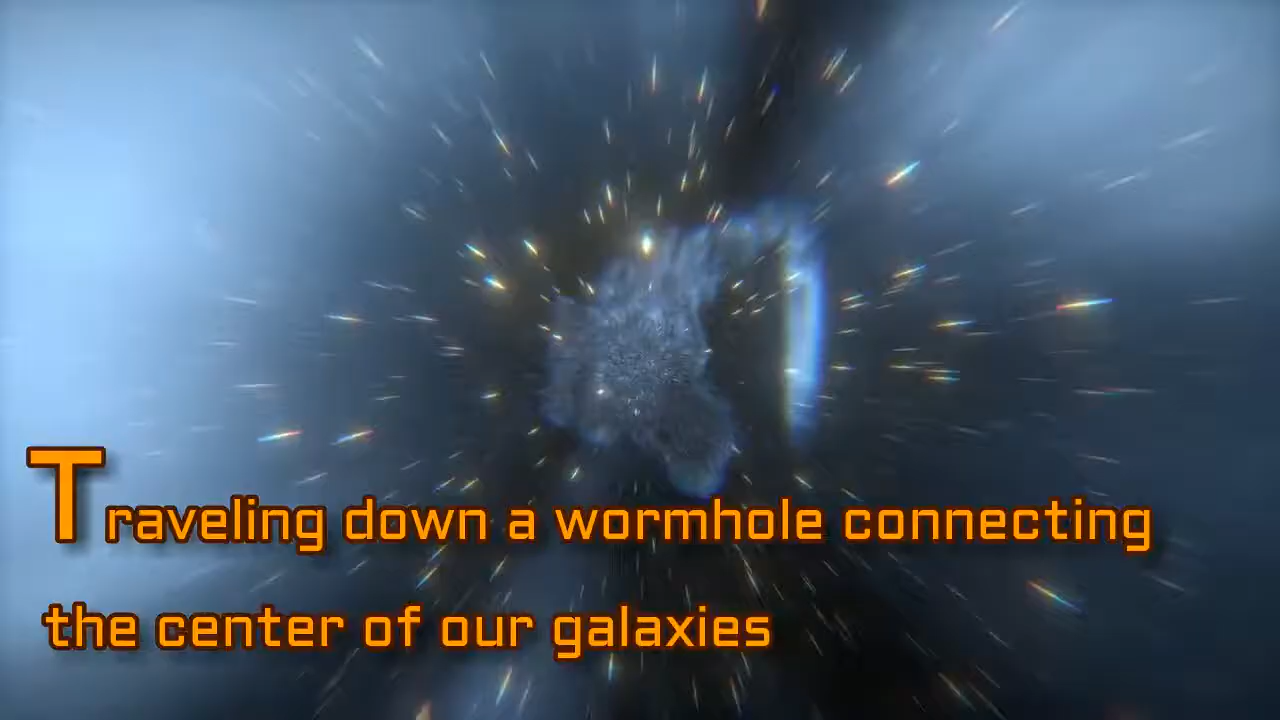 Traveling down a wormhole connecting
the center of our galaxies